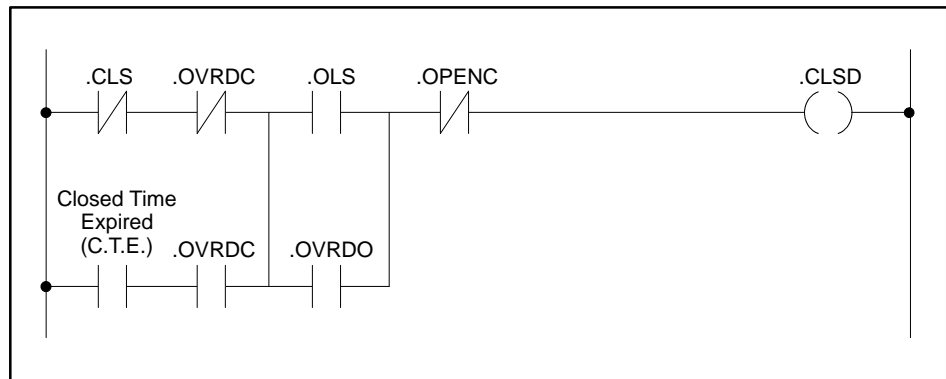 .CLS .OVRDC .OLS .OPENC .CLSD
Closed Time
Expired
(C.T.E.) .OVRDC .OVRDO